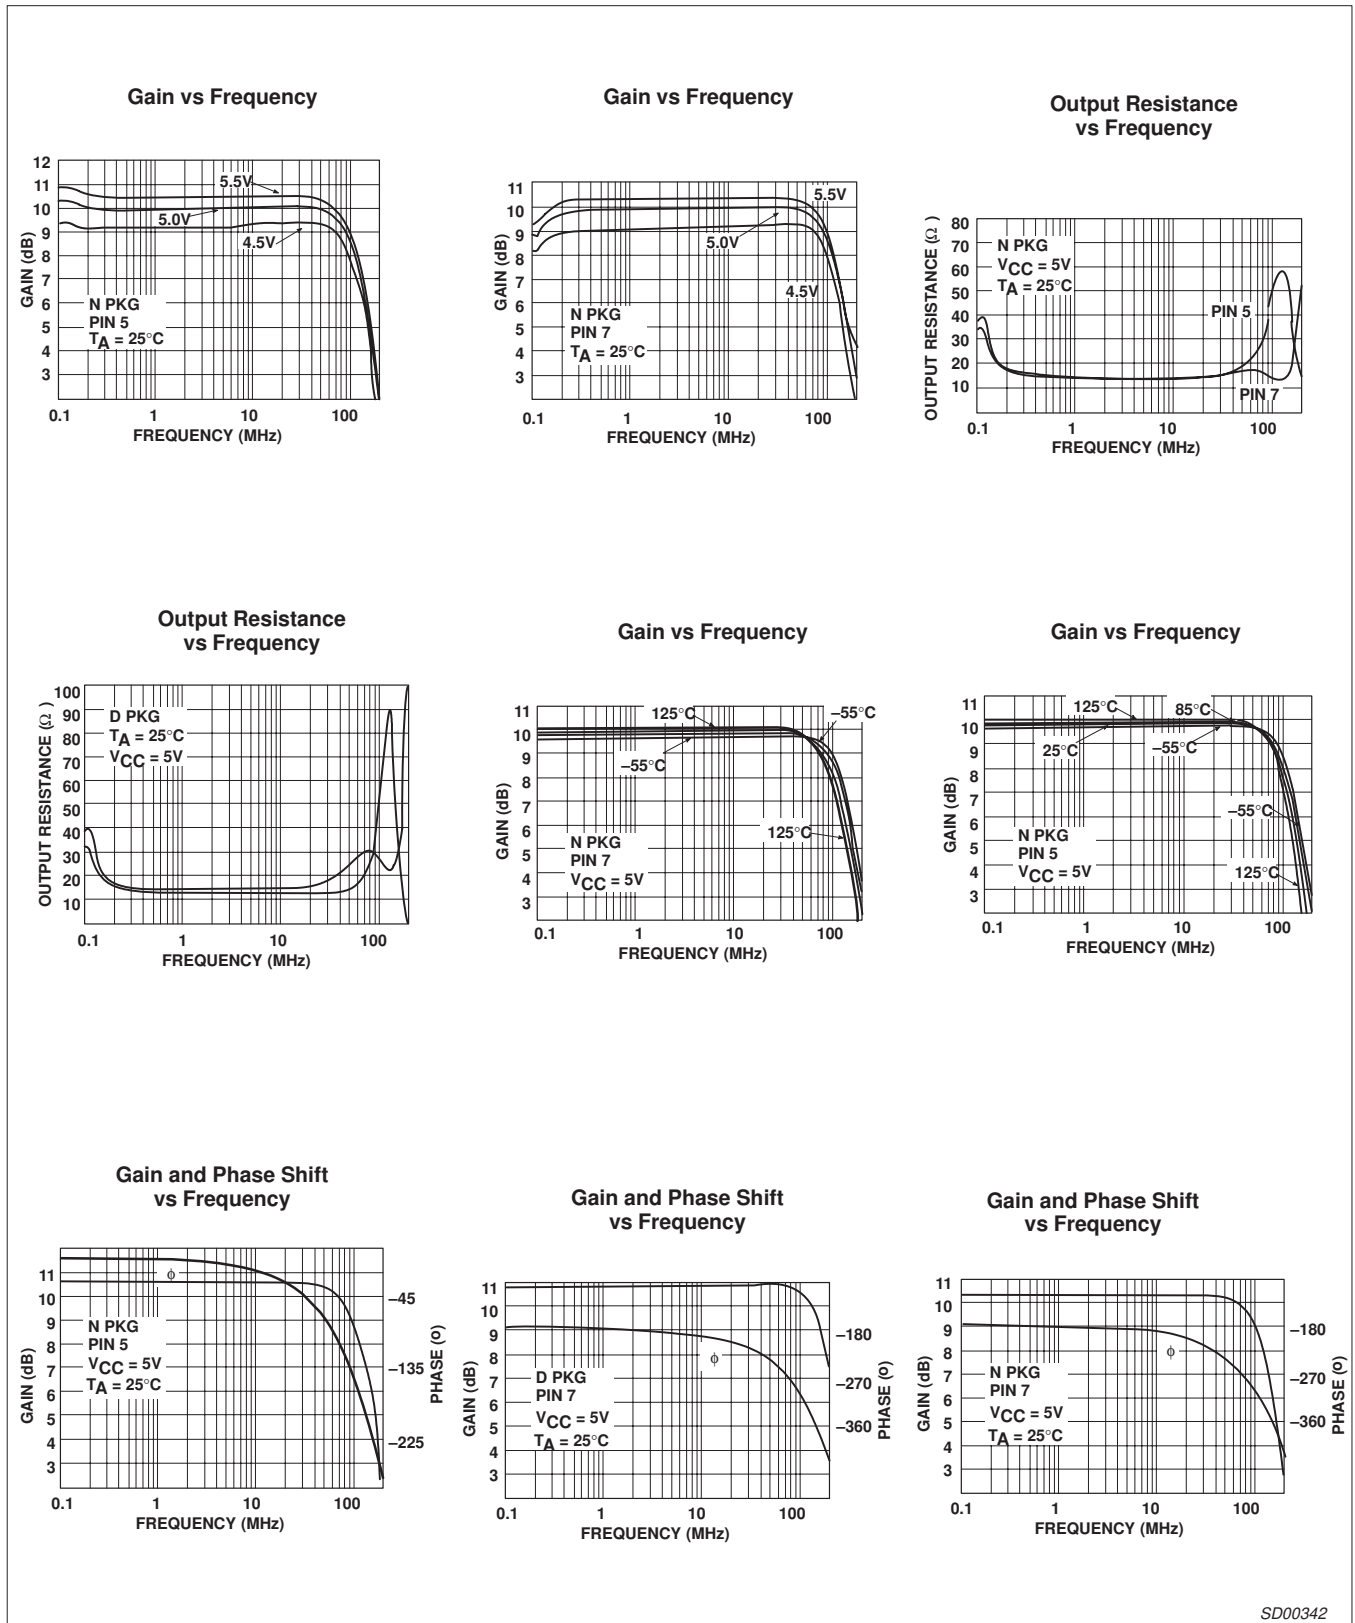 Gain vs Frequency
12
11
10
9
8
7
6
5
4
3
GAIN (dB)
5.5V
5.0V
4.5V
N PKG
PIN 5
TA = 25°C
0.1 1 10 100
FREQUENCY (MHz)
Gain vs Frequency
11
10
9
8
7
6
5
4
3
GAIN (dB)
5.5V
5.0V
4.5V
N PKG
PIN 7
TA = 25°C
0.1 1 10 100
FREQUENCY (MHz)
Output Resistance
vs Frequency
80
70
60
50
40
30
20
10
OUTPUT RESISTANCE (Ω)
N PKG
VCC = 5V
TA = 25°C
PIN 5
PIN 7
0.1 1 10 100
FREQUENCY (MHz)
Output Resistance
vs Frequency
100
90
80
70
60
50
40
30
20
10
OUTPUT RESISTANCE (Ω)
D PKG
TA = 25°C
VCC = 5V
0.1 1 10 100
FREQUENCY (MHz)
Gain vs Frequency
11
10
9
8
7
6
5
4
3
GAIN (dB)
125°C
–55°C
–55°C
125°C
N PKG
PIN 7
VCC = 5V
0.1 1 10 100
FREQUENCY (MHz)
Gain vs Frequency
11
10
9
8
7
6
5
4
3
GAIN (dB)
125°C 85°C
25°C –55°C
–55°C
125°C
N PKG
PIN 5
VCC = 5V
0.1 1 10 100
FREQUENCY (MHz)
Gain and Phase Shift
vs Frequency
11
10
9
8
7
6
5
4
3
GAIN (dB)
ϕ
N PKG
PIN 5
VCC = 5V
TA = 25°C
–45
–135
–225
PHASE (o)
0.1 1 10 100
FREQUENCY (MHz)
Gain and Phase Shift
vs Frequency
11
10
9
8
7
6
5
4
3
GAIN (dB)
ϕ
D PKG
PIN 7
VCC = 5V
TA = 25°C
–180
–270
–360
PHASE (o)
0.1 1 10 100
FREQUENCY (MHz)
Gain and Phase Shift
vs Frequency
11
10
9
8
7
6
5
4
3
GAIN (dB)
ϕ
N PKG
PIN 7
VCC = 5V
TA = 25°C
–180
–270
–360
PHASE (o)
0.1 1 10 100
FREQUENCY (MHz)
SD00342